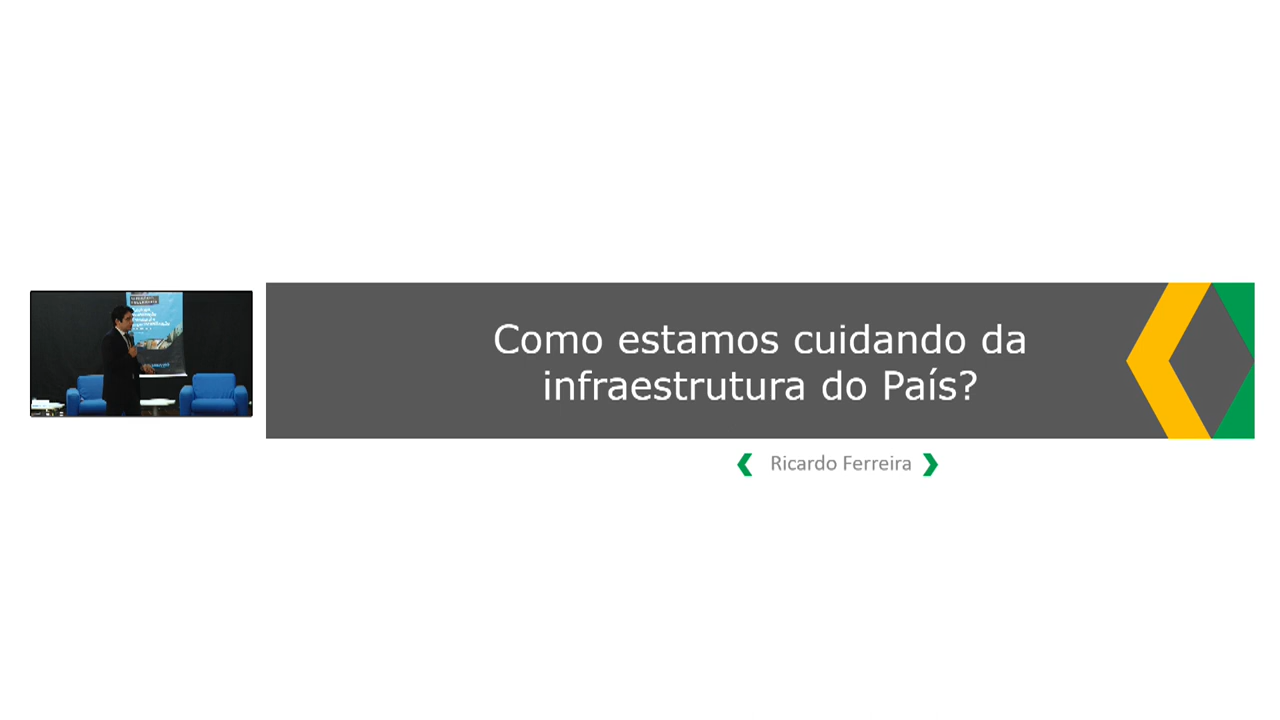 Como estamos cuidando da
infraestrutura do País?
Ricardo Ferreira